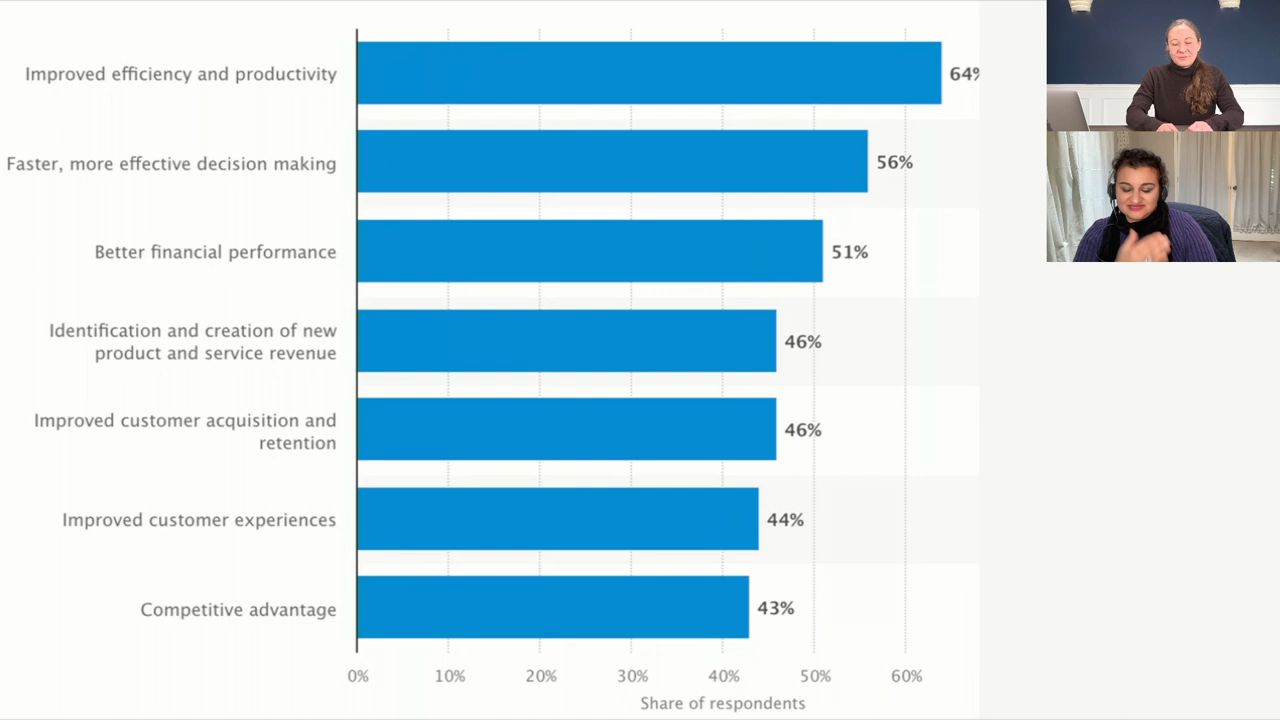 Improved efficiency and productivity
64%
Faster, more effective decision making
56%
Better financial performance
51%
Identification and creation of new
product and service revenue
46%
Improved customer acquisition and
retention
46%
Improved customer experiences
44%
Competitive advantage
43%
0% 10% 20% 30% 40% 50% 60%
Share of respondents